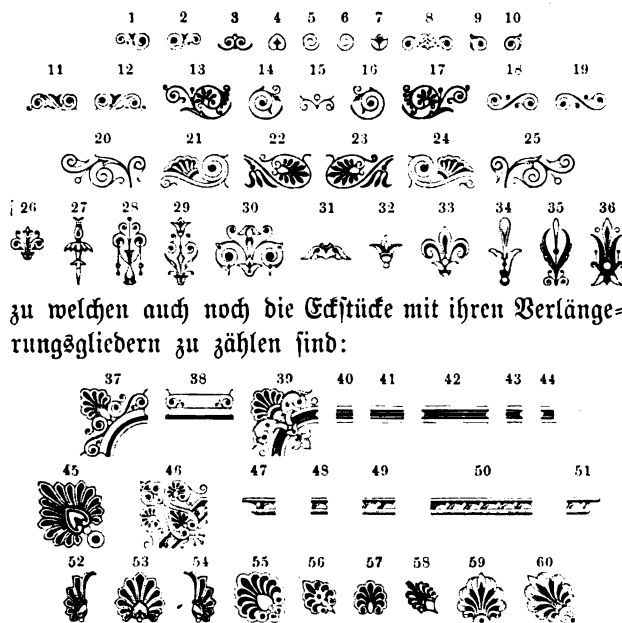 1 2 3 4 5 6 7 8 9 10
11 12 13 14 15 16 17 18 19
20 21 22 23 24 25
26 27 28 29 30 31 32 33 34 35 36
zu welchen auch noch die Eckstücke mit ihren Verlänge-
rungsgliedern zu zählen sind:
37 38 39 40 41 42 43 44
45 46 47 48 49 50 51
52 53 54 55 56 57 58 59 60